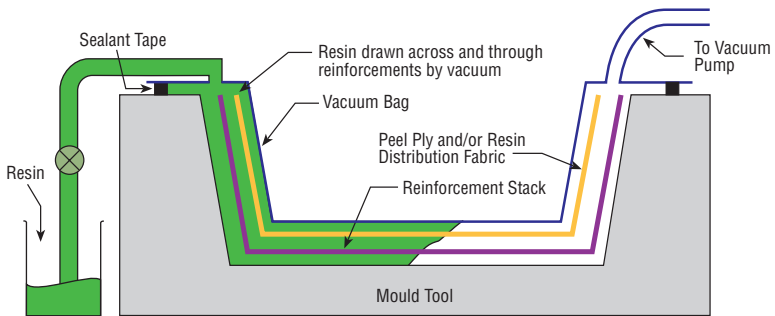 Sealant Tape
Resin drawn across and through
reinforcements by vacuum
To Vacuum
Pump
Vacuum Bag
Peel Ply and/or Resin
Distribution Fabric
Resin
Reinforcement Stack
Mould Tool